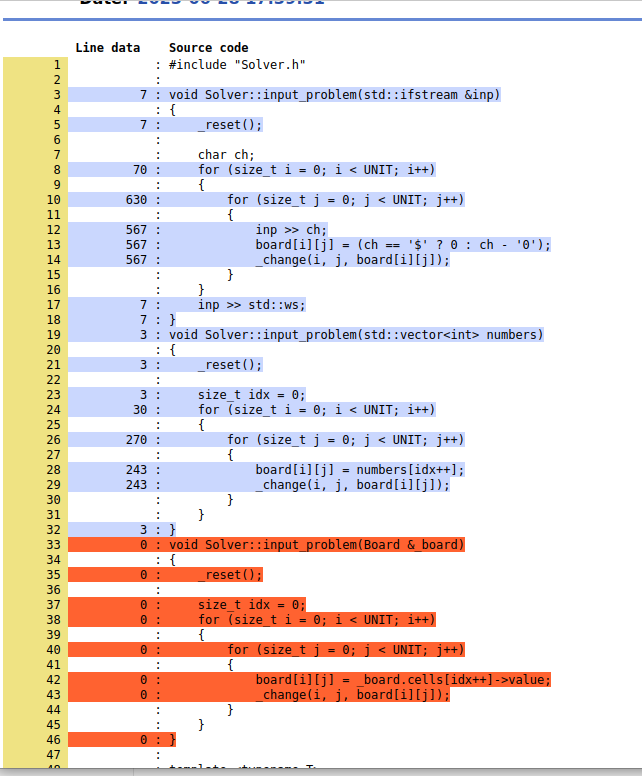 Date: 2023-06-28 17:59:51
Line data Source code
1 : #include "Solver.h"
2 :
3 7 : void Solver::input_problem(std::ifstream &inp)
4 : {
5 7 : _reset();
6 :
7 : char ch;
8 70 : for (size_t i = 0; i < UNIT; i++)
9 : {
10 630 : for (size_t j = 0; j < UNIT; j++)
11 : {
12 567 : inp >> ch;
13 567 : board[i][j] = (ch == '$' ? 0 : ch - '0');
14 567 : _change(i, j, board[i][j]);
15 : }
16 : }
17 7 : inp >> std::ws;
18 7 : }
19 3 : void Solver::input_problem(std::vector<int> numbers)
20 : {
21 3 : _reset();
22 :
23 3 : size_t idx = 0;
24 30 : for (size_t i = 0; i < UNIT; i++)
25 : {
26 270 : for (size_t j = 0; j < UNIT; j++)
27 : {
28 243 : board[i][j] = numbers[idx++];
29 243 : _change(i, j, board[i][j]);
30 : }
31 : }
32 3 : }
33 0 : void Solver::input_problem(Board &_board)
34 : {
35 0 : _reset();
36 :
37 0 : size_t idx = 0;
38 0 : for (size_t i = 0; i < UNIT; i++)
39 : {
40 0 : for (size_t j = 0; j < UNIT; j++)
41 : {
42 0 : board[i][j] = _board.cells[idx++]->value;
43 0 : _change(i, j, board[i][j]);
44 : }
45 : }
46 0 : }
47 :
48 : template <typename T>